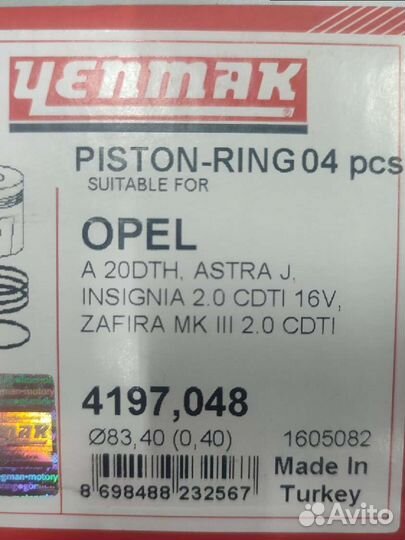 yenmak
PISTON-RING 04 pcs
SUITABLE FOR
OPEL
A 20DTH, ASTRA J,
INSIGNIA 2.0 CDTI 16V,
ZAFIRA MK III 2.0 CDTI
4197,048
Ø83,40 (0,40) 1605082
Made In
Turkey
8 698488 232567
Avito